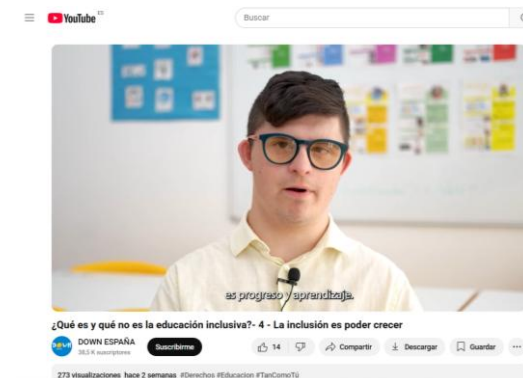 YouTube ES
Buscar
es progreso y aprendizaje.
¿Qué es y qué no es la educación inclusiva?- 4 - La inclusión es poder crecer
DOWN ESPAÑA
38,5 K suscriptores
Suscribirme
14
Compartir
Descargar
Guardar
273 visualizaciones hace 2 semanas #Derechos #Educacion #TanComoTú